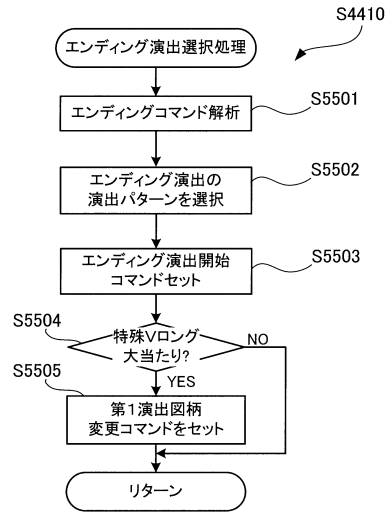 エンディング演出選択処理
S4410
エンディングコマンド解析
S5501
エンディング演出の
演出パターンを選択
S5502
エンディング演出開始
コマンドセット
S5503
S5504
特殊Vロング
大当たり?
NO
YES
S5505
第1演出図柄
変更コマンドをセット
リターン